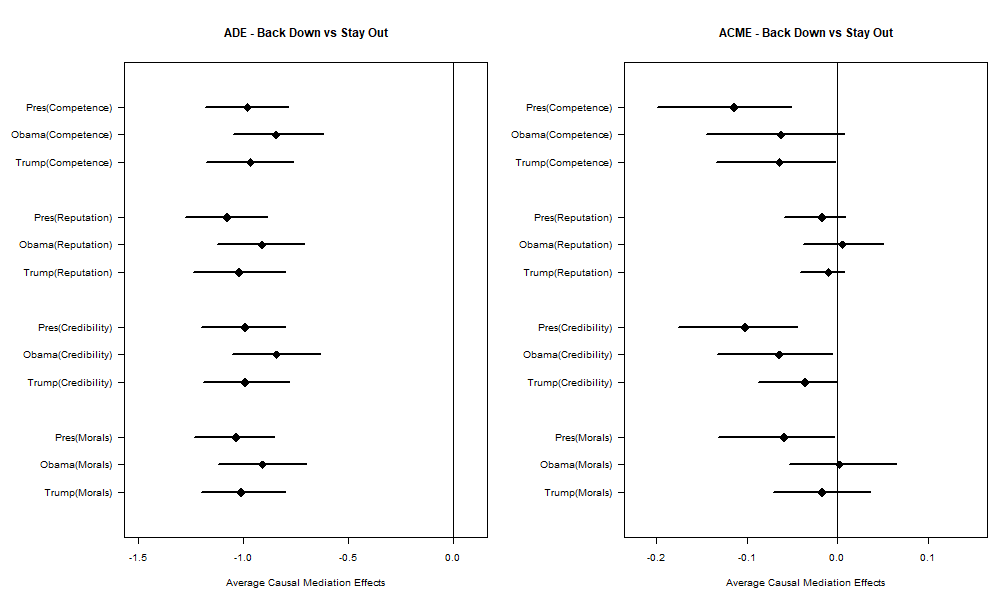 ADE - Back Down vs Stay Out
Pres(Competence)
Obama(Competence)
Trump(Competence)
Pres(Reputation)
Obama(Reputation)
Trump(Reputation)
Pres(Credibility)
Obama(Credibility)
Trump(Credibility)
Pres(Morals)
Obama(Morals)
Trump(Morals)
-1.5 -1.0 -0.5 0.0
Average Causal Mediation Effects
ACME - Back Down vs Stay Out
Pres(Competence)
Obama(Competence)
Trump(Competence)
Pres(Reputation)
Obama(Reputation)
Trump(Reputation)
Pres(Credibility)
Obama(Credibility)
Trump(Credibility)
Pres(Morals)
Obama(Morals)
Trump(Morals)
-0.2 -0.1 0.0 0.1
Average Causal Mediation Effects